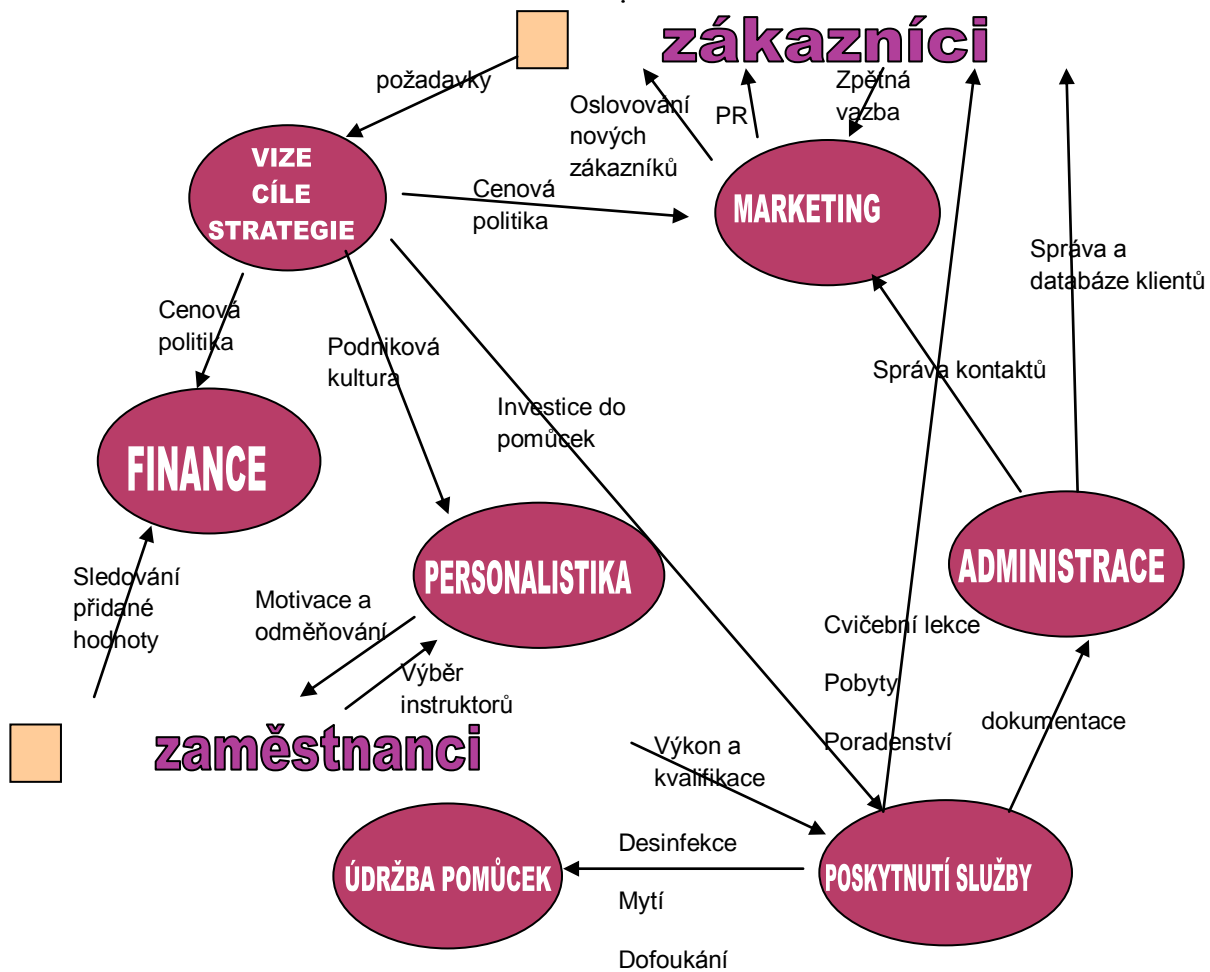 zákazníci
požadavky
Zpětná
vazba
Oslovování
nových
zákazníků
PR
VIZE
CÍLE
STRATEGIE
Cenová
politika
MARKETING
Správa a
databáze klientů
Cenová
politika
Podniková
kultura
Správa kontaktů
Investice do
pomůcek
FINANCE
PERSONALISTIKA
ADMINISTRACE
Sledování
přidané
hodnoty
Motivace a
odměňování
Výběr
instruktorů
Cvičební lekce
Pobyty
Poradenství
dokumentace
zaměstnanci
Výkon a
kvalifikace
ÚDRŽBA POMŮCEK
Desinfekce
Mytí
Dofoukání
POSKYTNUTÍ SLUŽBY